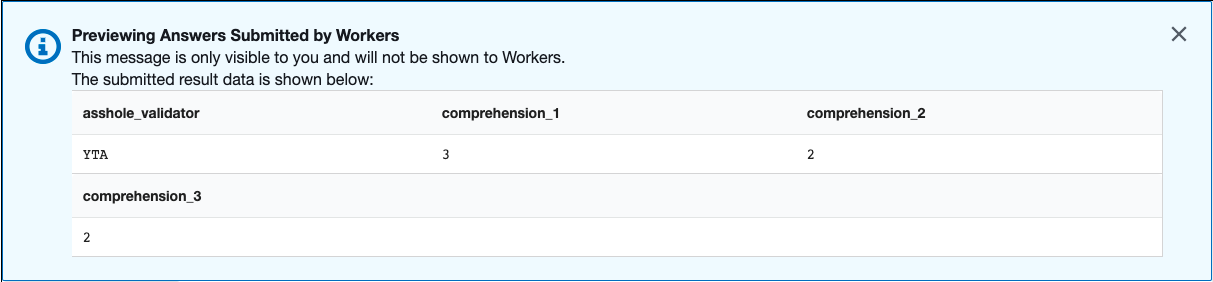 Previewing Answers Submitted by Workers
This message is only visible to you and will not be shown to Workers.
The submitted result data is shown below:
asshole_validator comprehension_1 comprehension_2
YTA 3 2
comprehension_3
2